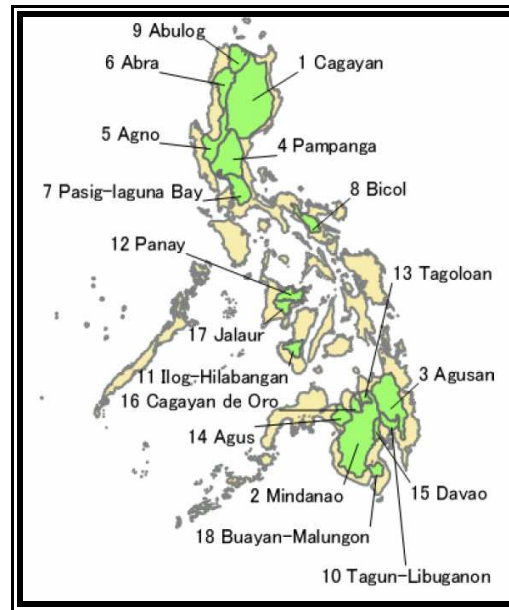 9 Abulog
6 Abra
1 Cagayan
5 Agno
4 Pampanga
7 Pasig-laguna Bay
8 Bicol
12 Panay
13 Tagoloan
17 Jalaur
11 Ilog-Hilabangan
3 Agusan
16 Cagayan de Oro
14 Agus
2 Mindanao
15 Davao
18 Buayan-Malungon
10 Tagun-Libuganon